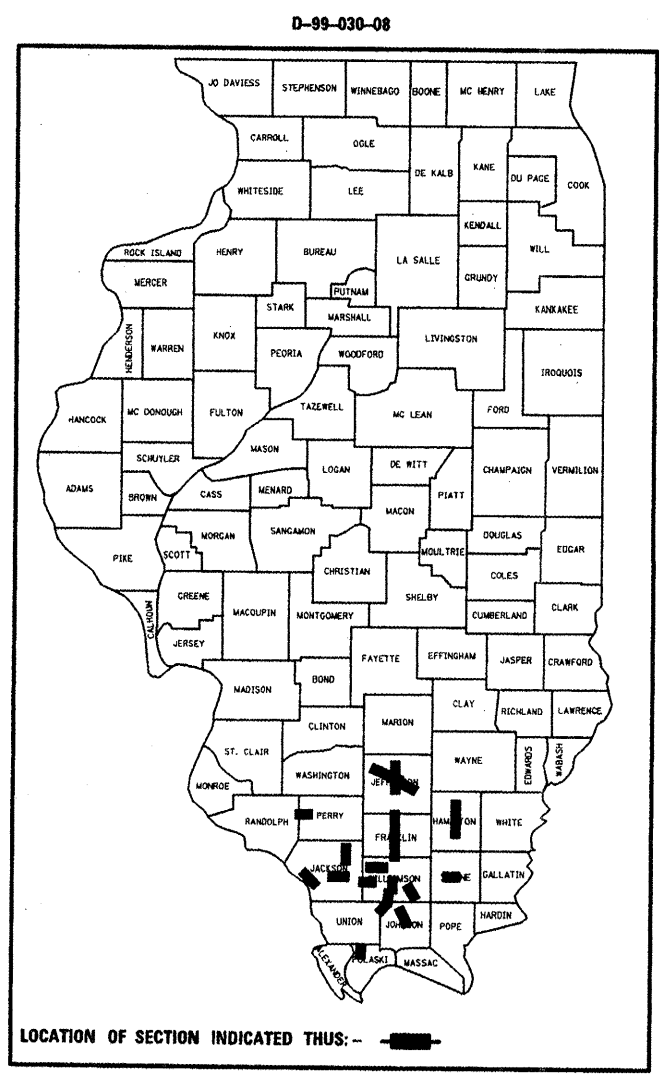 D-99-030-08
JO DAVIESS STEPHENSON WINNEBAGO BOONE MC HENRY LAKE
CARROLL OGLE
DE KALB KANE DU PAGE COOK
WHITESIDE LEE
KENDALL
ROCK ISLAND HENRY BUREAU LA SALLE WILL
GRUNDY
MERCER PUTNAM
STARK MARSHALL KANKAKEE
HENDERSON WARREN KNOX PEORIA WOODFORD LIVINGSTON
IROQUOIS
HANCOCK MC DONOUGH FULTON TAZEWELL MC LEAN FORD
MASON
SCHUYLER LOGAN DE WITT CHAMPAIGN VERMILION
ADAMS BROWN CASS MENARD PIATT
MACON
MORGAN SANGAMON DOUGLAS
PIKE SCOTT MOULTRIE EDGAR
CHRISTIAN COLES
GREENE SHELBY
CALHOUN MACOUPIN MONTGOMERY CUMBERLAND CLARK
JERSEY
FAYETTE EFFINGHAM JASPER CRAWFORD
MADISON BOND
CLAY RICHLAND LAWRENCE
CLINTON MARION
ST. CLAIR WAYNE EDWARDS WABASH
WASHINGTON
MONROE
RANDOLPH PERRY WHITE
JACKSON GALLATIN
UNION POPE HARDIN
ALEXANDER MASSAC
LOCATION OF SECTION INDICATED THUS:-